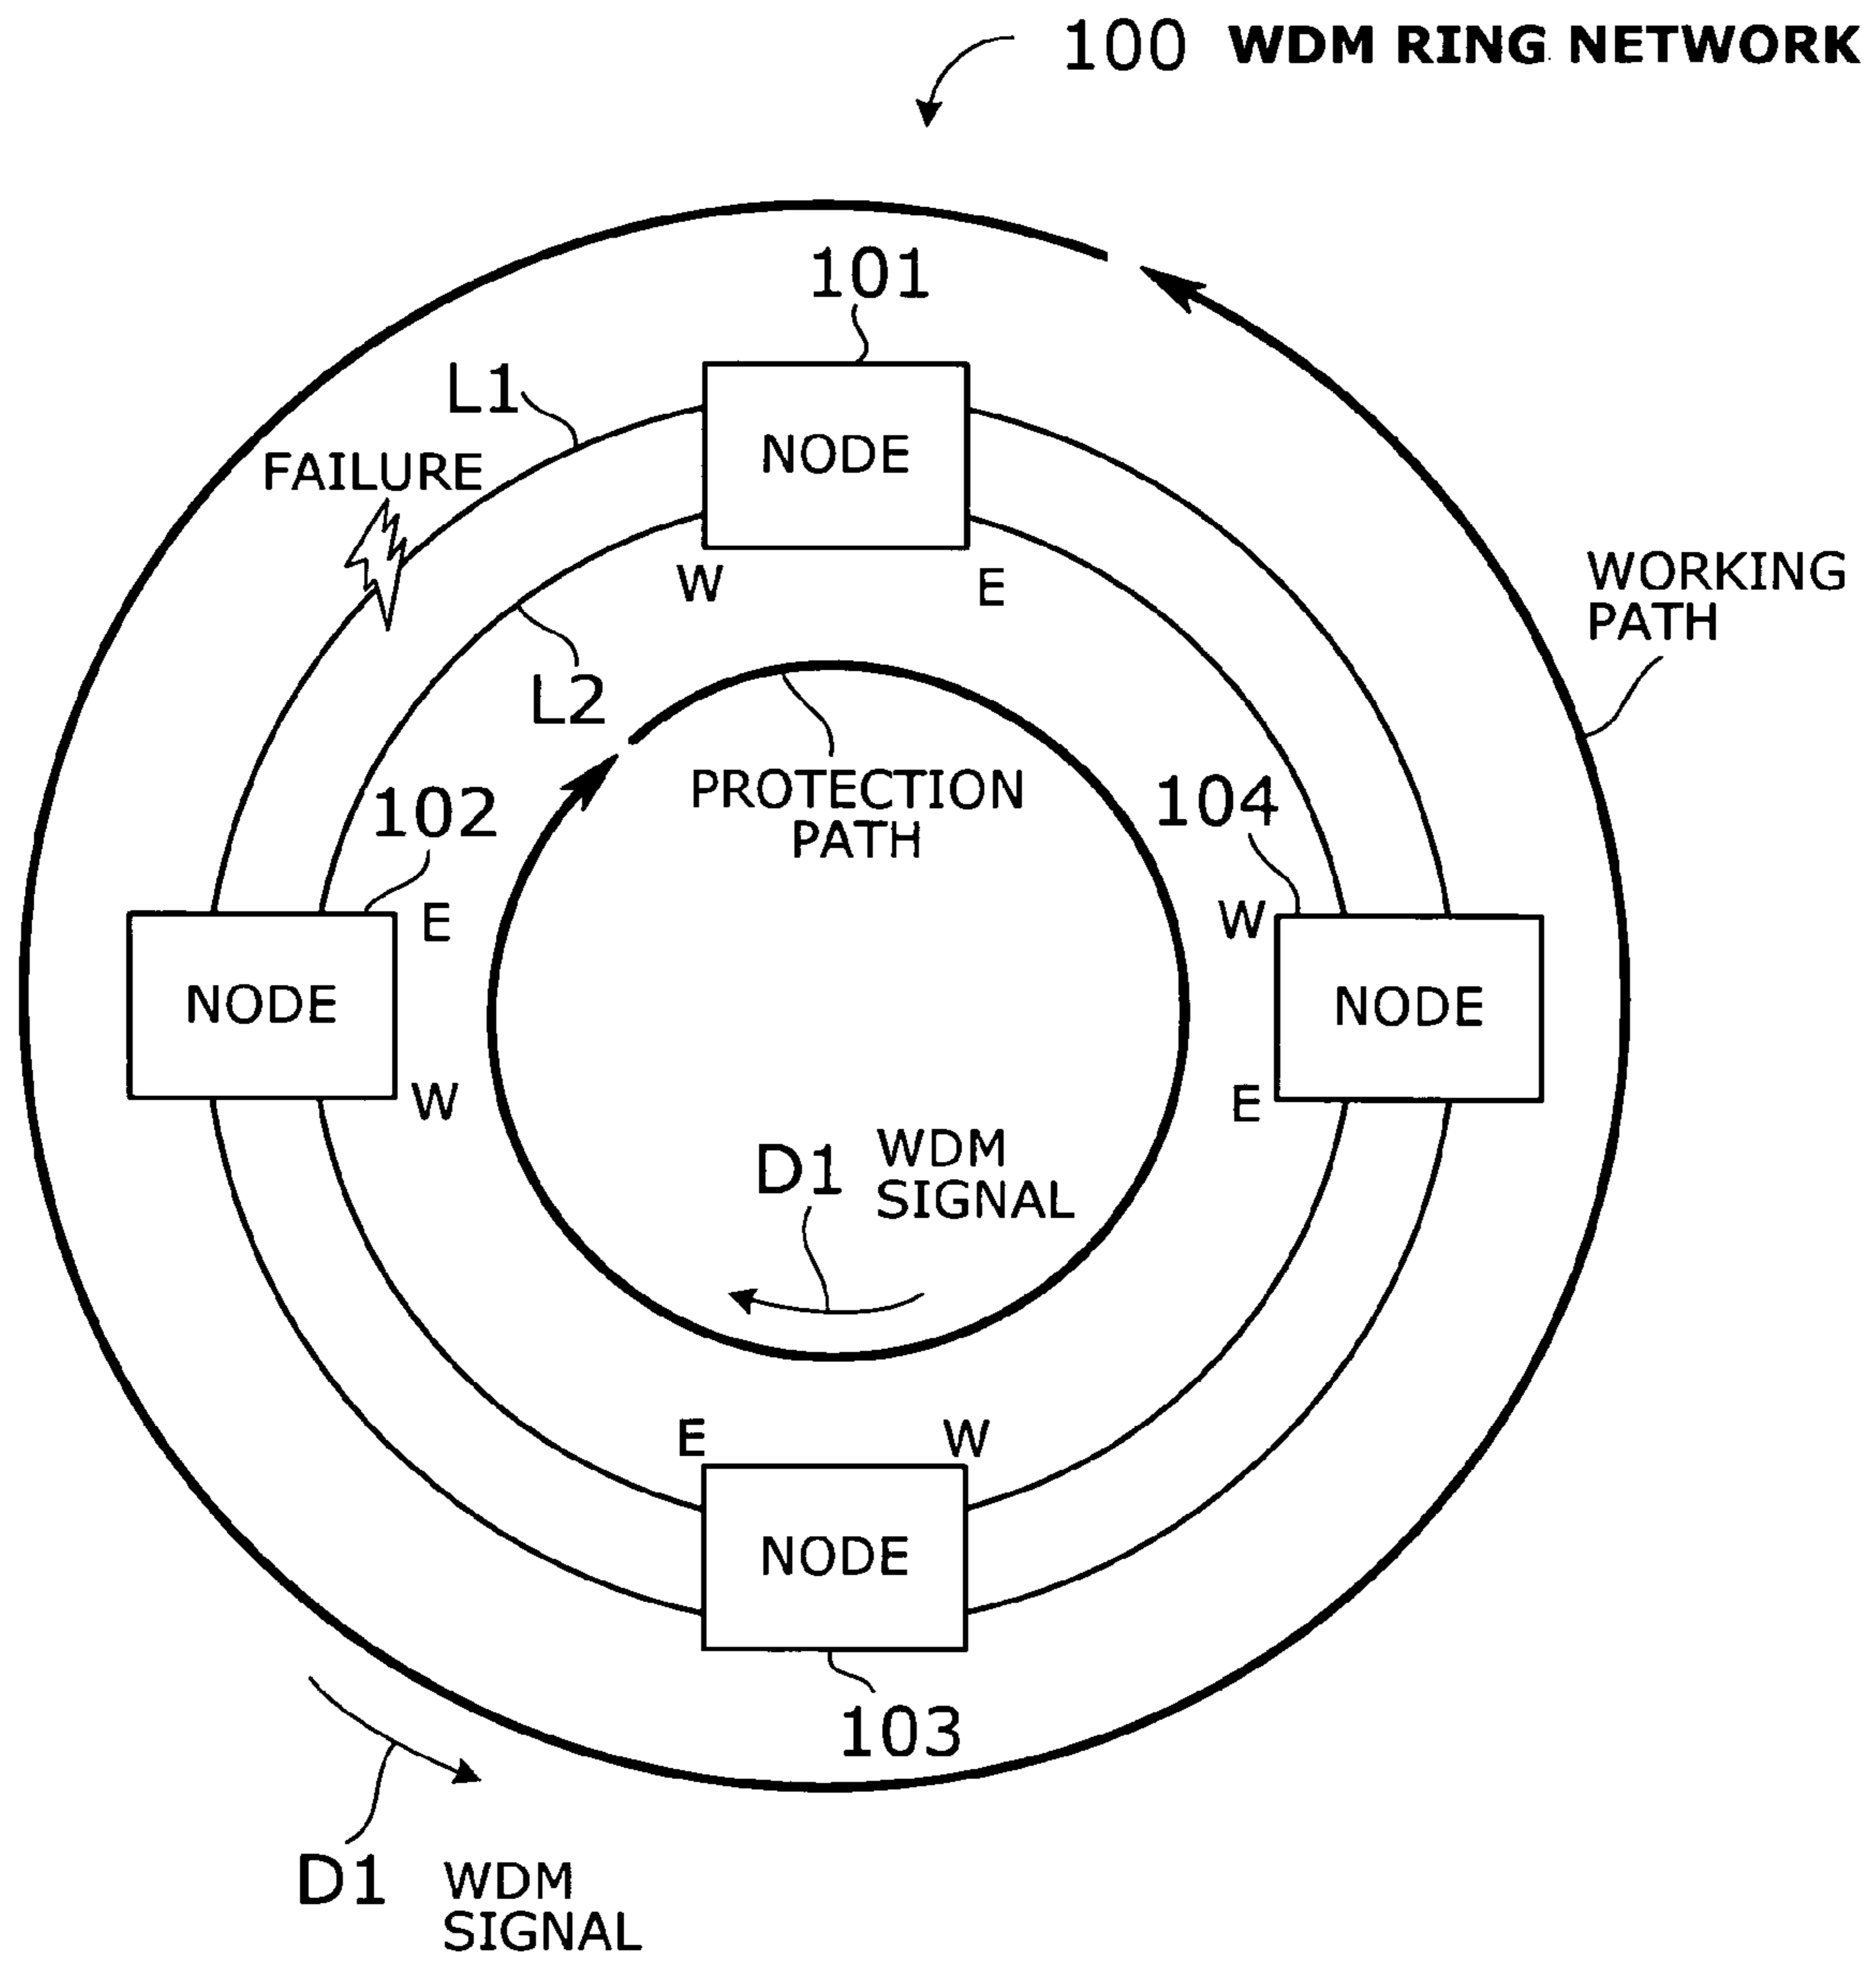 100 WDM RING NETWORK
101
L1
FAILURE
NODE
W
E
WORKING
PATH
L2
PROTECTION
PATH
102
104
E
W
NODE
NODE
W
E
D1 WDM
SIGNAL
E
W
NODE
103
D1 WDM
SIGNAL